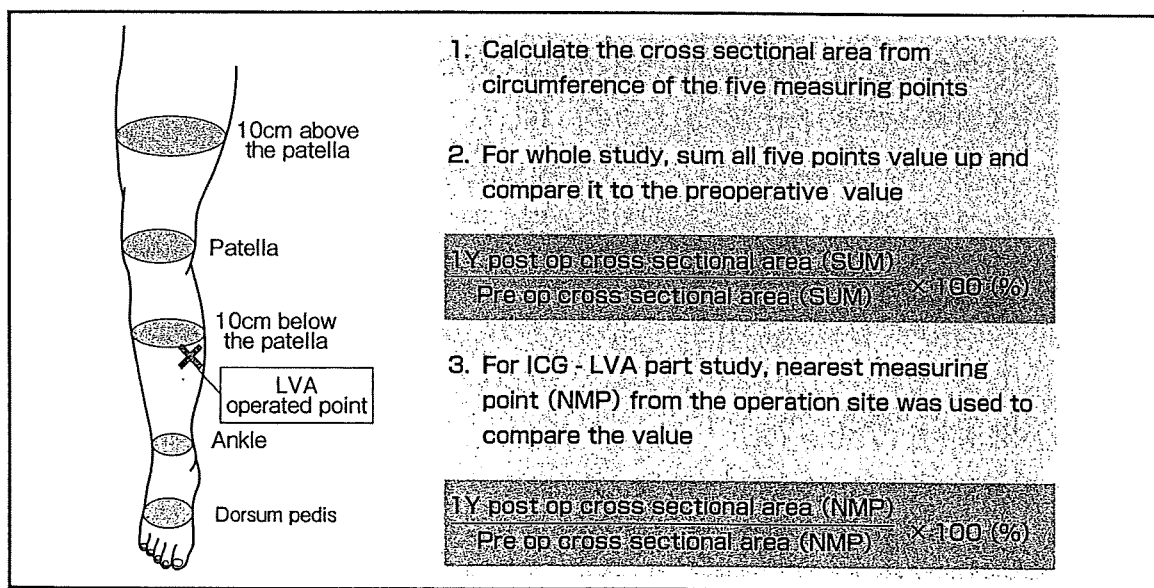 10cm above
the patella
Patella
10cm below
the patella
LVA
operated point
Ankle
Dorsum pedis
1. Calculate the cross sectional area from
circumference of the five measuring points
2. For whole study, sum all five points value up and
compare it to the preoperative value
1Y post op cross sectional area (SUM)
Pre op cross sectional area (SUM)
×100 (%)
3. For ICG - LVA part study, nearest measuring
point (NMP) from the operation site was used to
compare the value
1Y post op cross sectional area (NMP)
Pre op cross sectional area (NMP)
×100 (%)